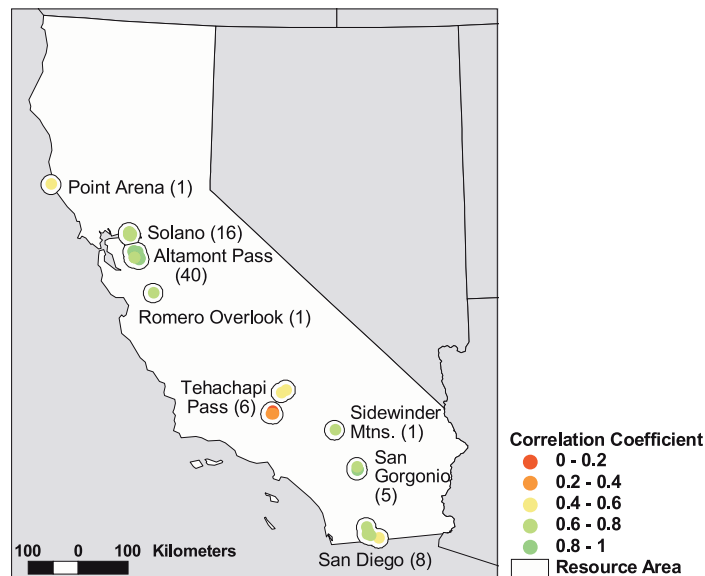 Point Arena (1)
Solano (16)
Altamont Pass
(40)
Romero Overlook (1)
Tehachapi
Pass (6)
Sidewinder
Mtns. (1)
San
Gorgonio
(5)
San Diego (8)
100 0 100 Kilometers
Correlation Coefficient
0 - 0.2
0.2 - 0.4
0.4 - 0.6
0.6 - 0.8
0.8 - 1
Resource Area